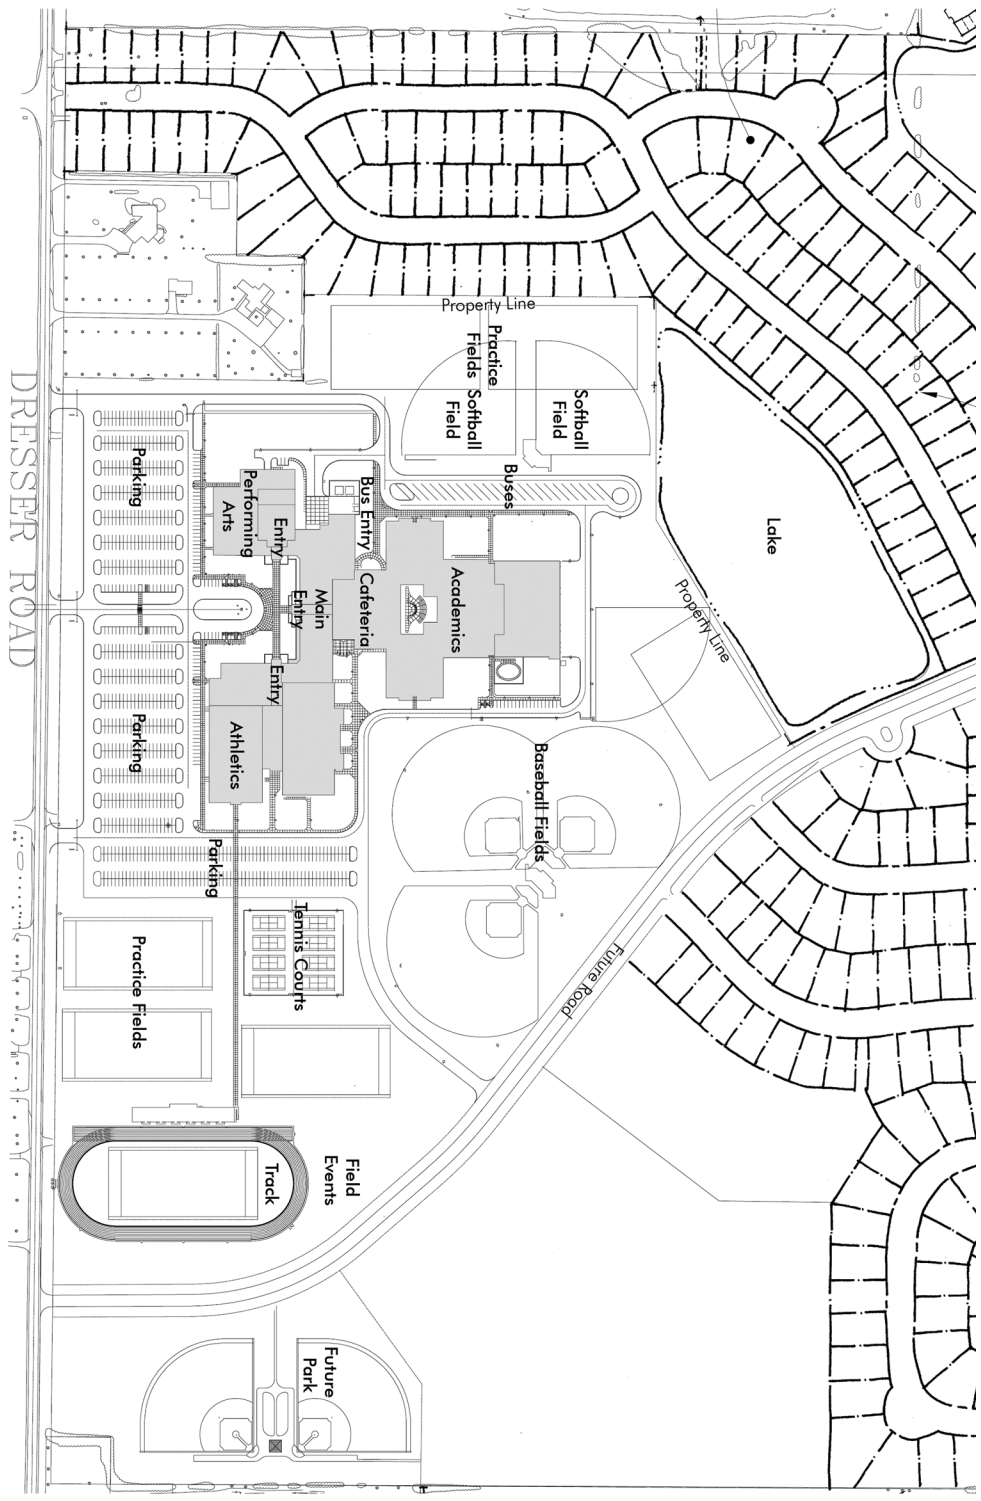 Property Line
Practice
Fields
Softball
Field
Softball
Field
Buses
Lake
Property Line
DRESSER ROAD
Parking
Performing
Arts
Entry
Bus Entry
Main
Entry
Cafeteria
Academics
Entry
Athletics
Parking
Parking
Baseball Fields
Practice Fields
Tennis Courts
Future Road
Track
Field
Events
Future
Park